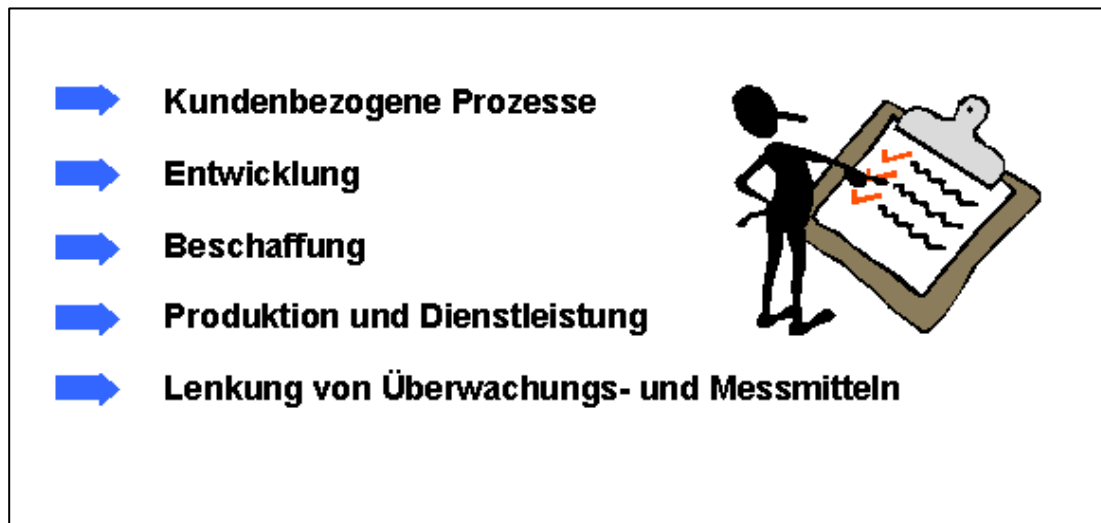 Kundenbezogene Prozesse
Entwicklung
Beschaffung
Produktion und Dienstleistung
Lenkung von Überwachungs- und Messmitteln